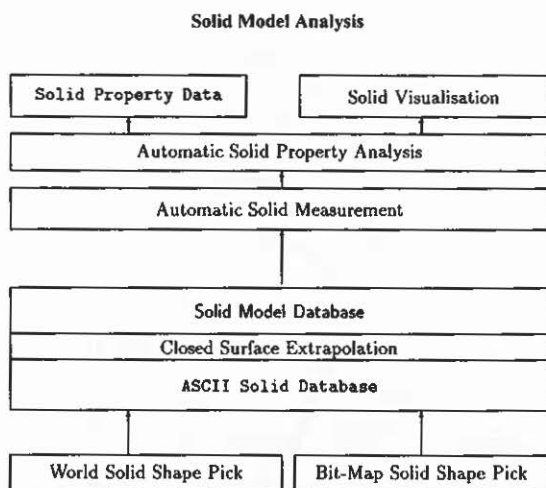 Solid Model Analysis
Solid Property Data
Solid Visualisation
Automatic Solid Property Analysis
Automatic Solid Measurement
Solid Model Database
Closed Surface Extrapolation
ASCII Solid Database
World Solid Shape Pick
Bit-Map Solid Shape Pick